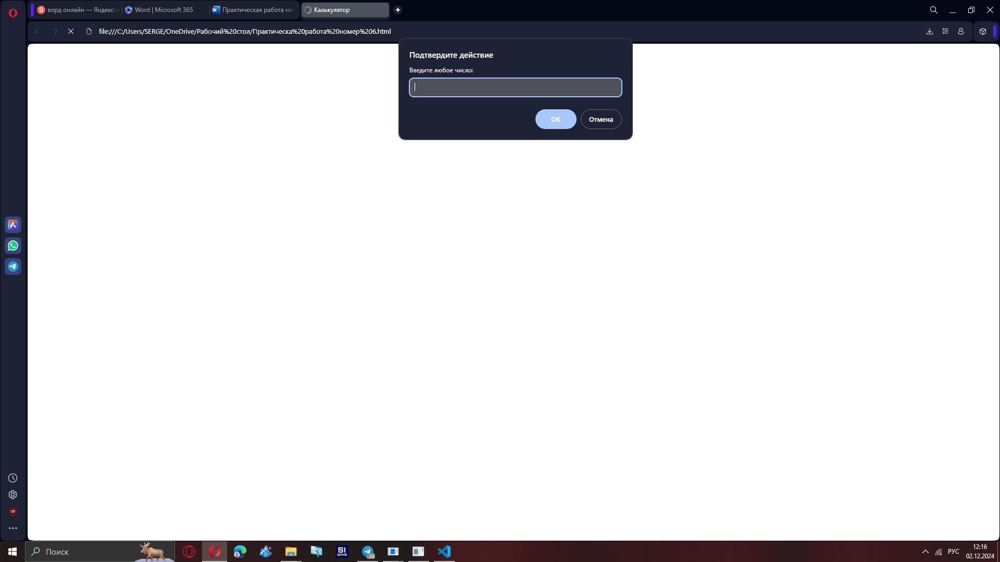 ворд онлайн — Яндекс: н
Word | Microsoft 365
Практическая работа но
Калькулятор
file:///C:/Users/SERGE/OneDrive/Рабочий%20стол/Практическа%20работа%20номер%206.html
Подтвердите действие
Введите любое число:
ОК
Отмена
Поиск
SI
GAME
38
РУС
12:16
02.12.2024